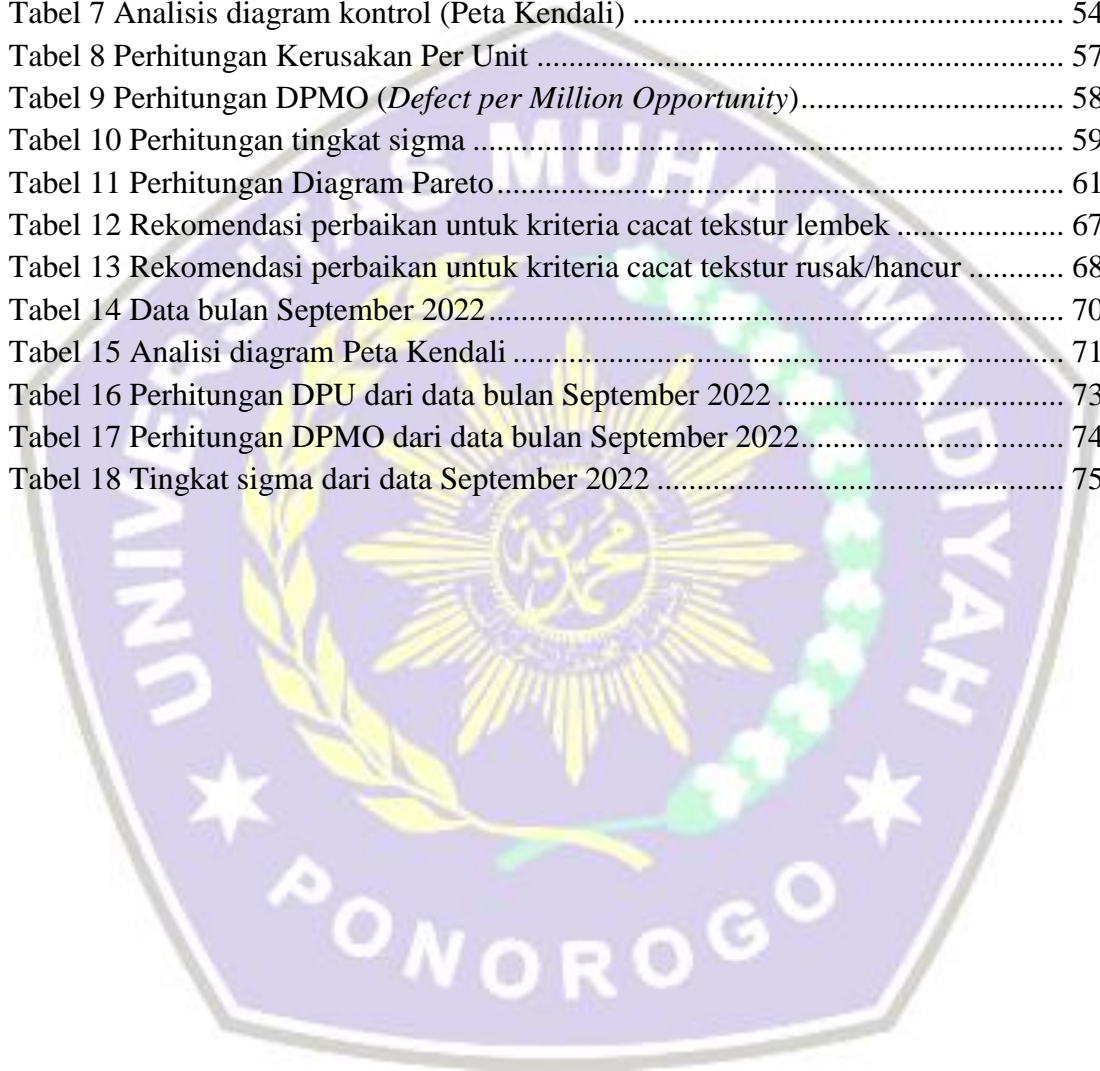 Tabel 7 Analisis diagram kontrol (Peta Kendali) ...................................................... 54
Tabel 8 Perhitungan Kerusakan Per Unit .................................................................. 57
Tabel 9 Perhitungan DPMO (Defect per Million Opportunity)................................. 58
Tabel 10 Perhitungan tingkat sigma .......................................................................... 59
Tabel 11 Perhitungan Diagram Pareto....................................................................... 61
Tabel 12 Rekomendasi perbaikan untuk kriteria cacat tekstur lembek ..................... 67
Tabel 13 Rekomendasi perbaikan untuk kriteria cacat tekstur rusak/hancur ............ 68
Tabel 14 Data bulan September 2022........................................................................ 70
Tabel 15 Analisi diagram Peta Kendali ..................................................................... 71
Tabel 16 Perhitungan DPU dari data bulan September 2022 .................................... 73
Tabel 17 Perhitungan DPMO dari data bulan September 2022................................. 74
Tabel 18 Tingkat sigma dari data September 2022 ................................................... 75
UNIVERSITAS MUHAMMADIYAH
PONOROGO
محمدية